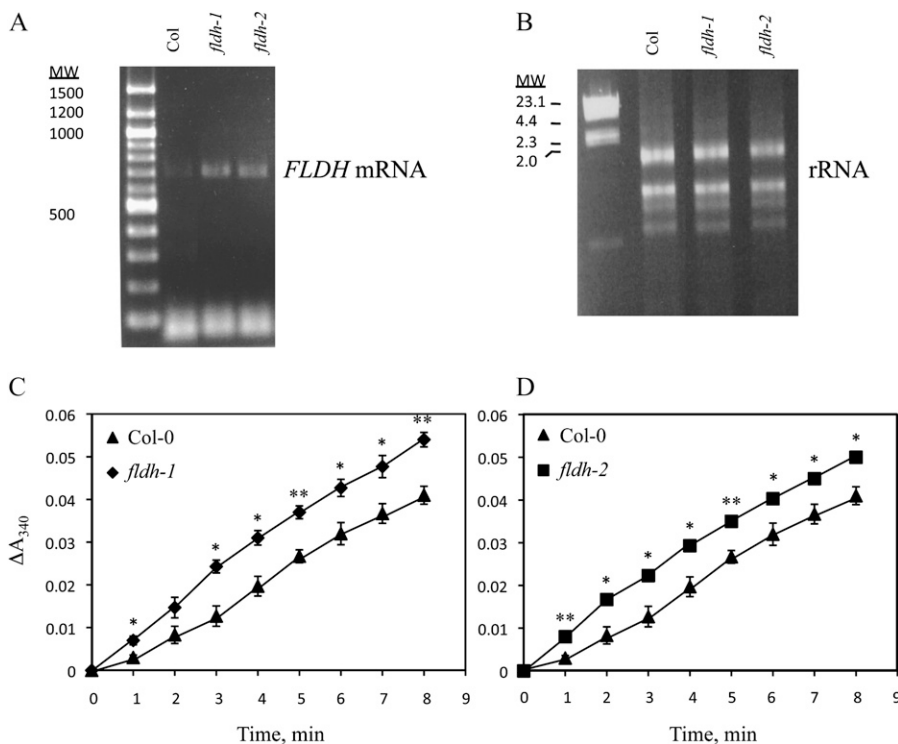 A
Col
fldh-1
fldh-2
MW
1500
1200
1000
500
FLDH mRNA
B
Col
fldh-1
fldh-2
MW
23.1
4.4
2.3
2.0
rRNA
C
0.06
0.05
0.04
0.03
0.02
0.01
0
ΔA340
Col-0
fldh-1
*
*
*
**
*
*
**
0 1 2 3 4 5 6 7 8 9
Time, min
D
0.06
0.05
0.04
0.03
0.02
0.01
0
Col-0
fldh-2
**
*
*
*
**
*
*
*
0 1 2 3 4 5 6 7 8 9
Time, min